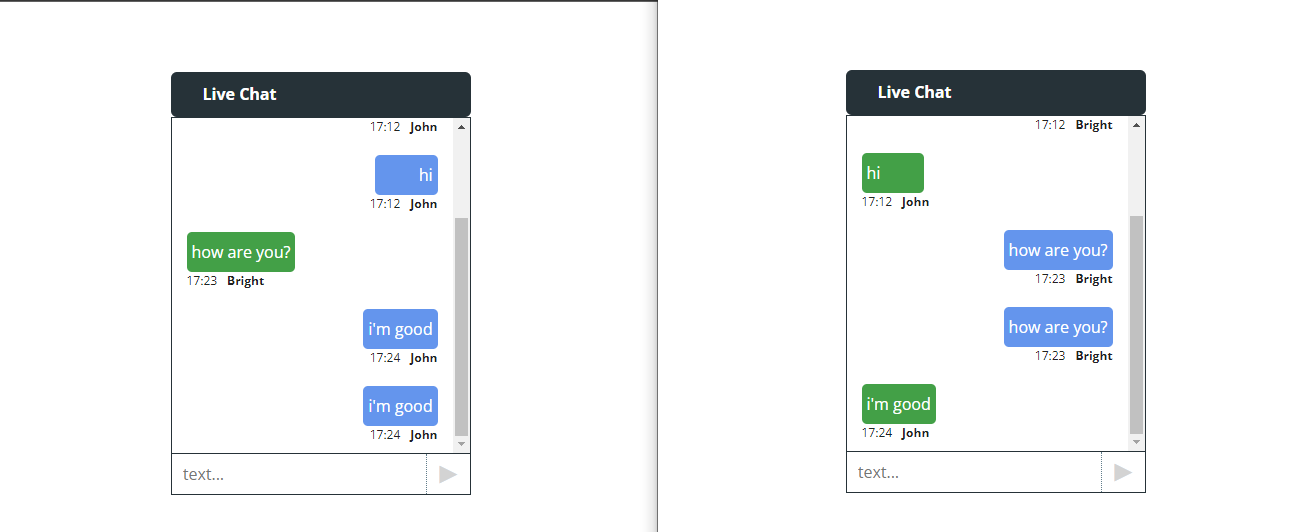 Live Chat
17:12 John
hi
17:12 John
how are you?
17:23 Bright
i'm good
17:24 John
i'm good
17:24 John
text...
Live Chat
17:12 Bright
hi
17:12 John
how are you?
17:23 Bright
how are you?
17:23 Bright
i'm good
17:24 John
text...